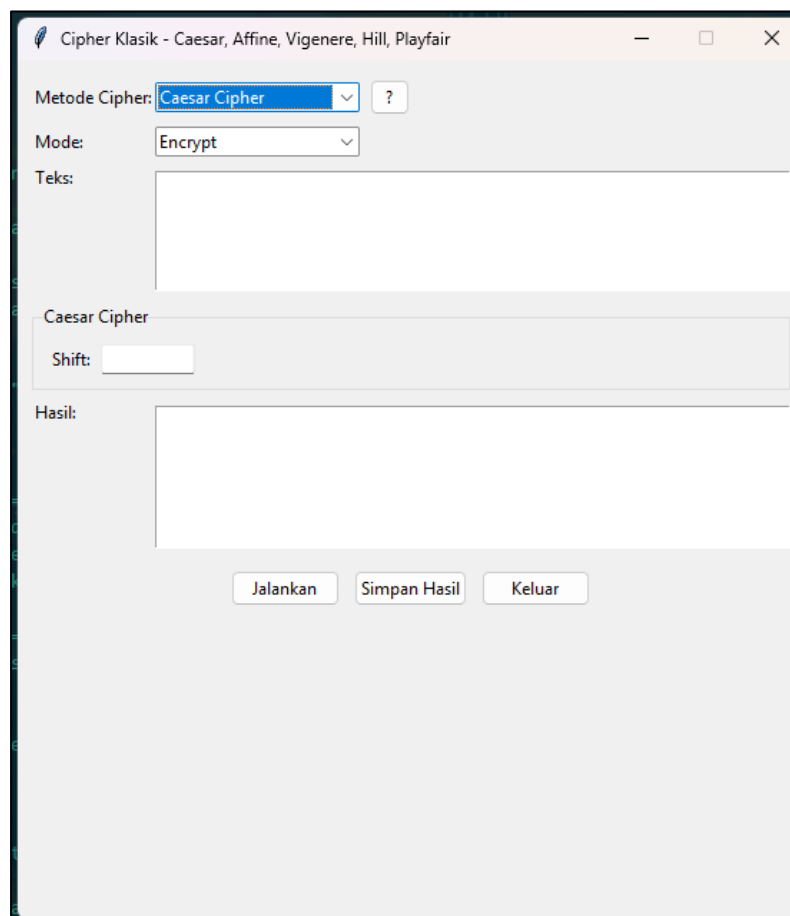 Cipher Klasik - Caesar, Affine, Vigenere, Hill, Playfair
Metode Cipher: Caesar Cipher ?
Mode: Encrypt
Teks:
Caesar Cipher
Shift:
Hasil:
Jalankan Simpan Hasil Keluar